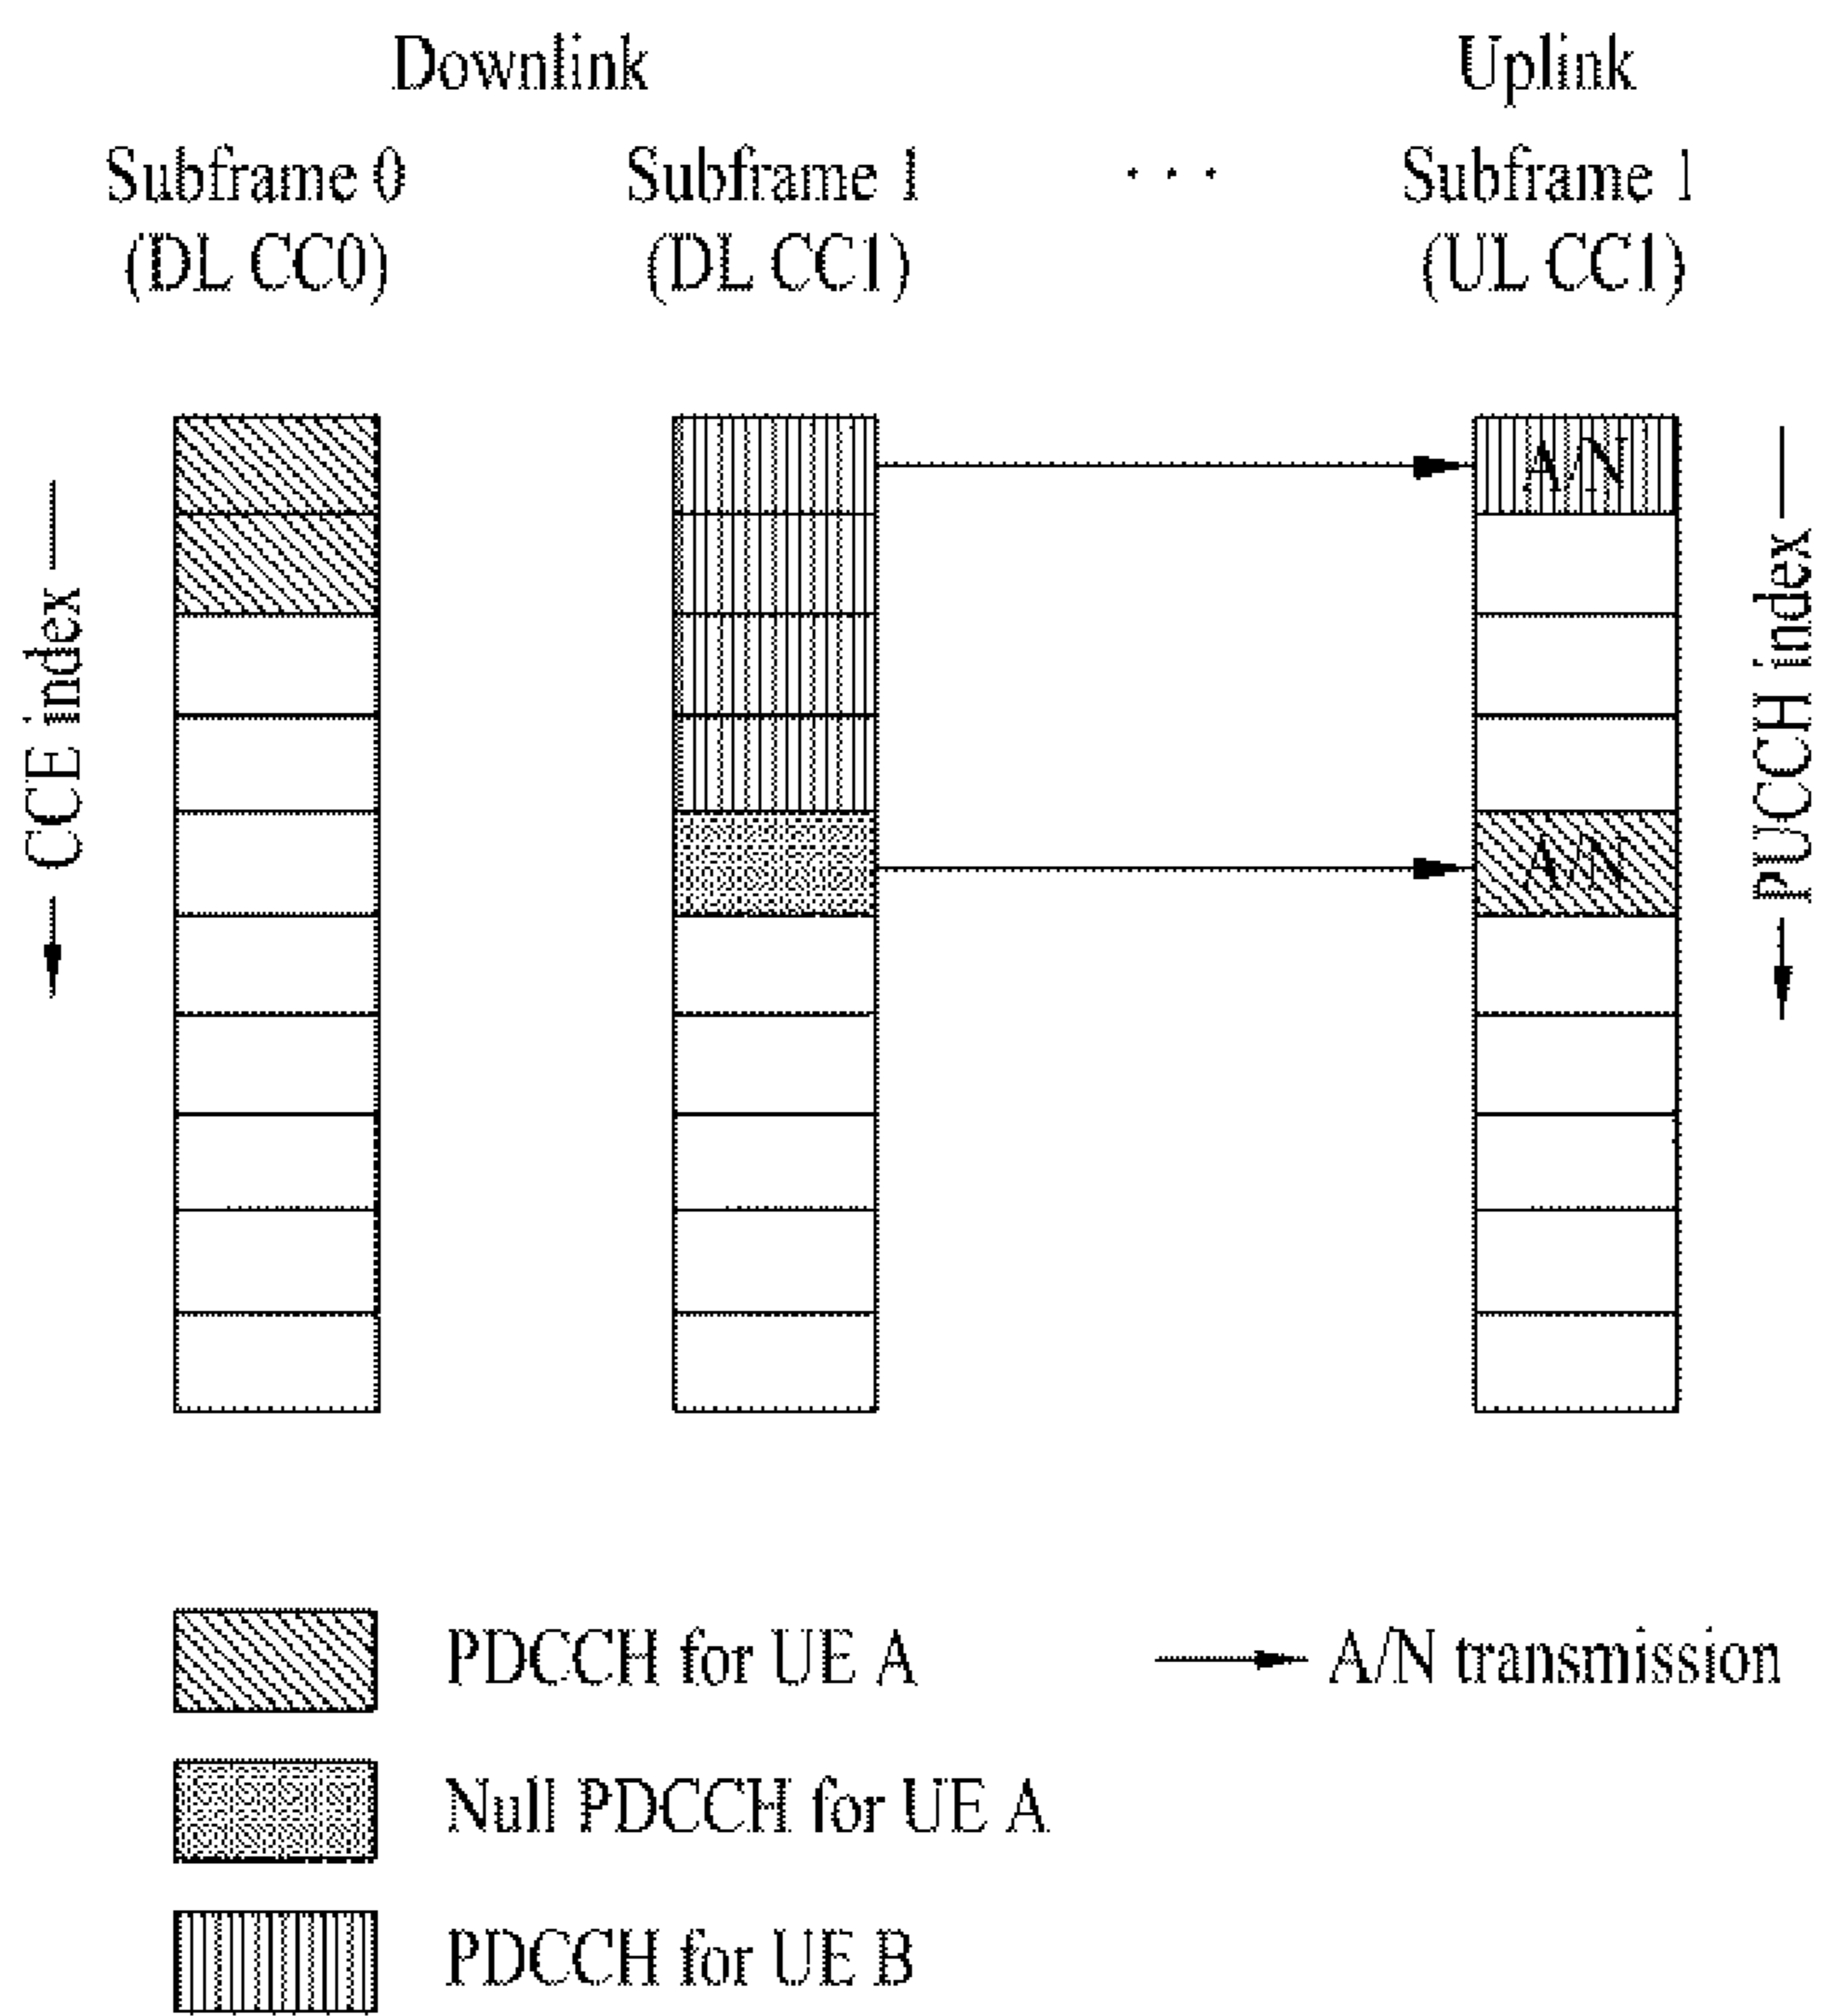 Downlink
Uplink
Subframe 0
(DL CC0)
Subframe 1
(DL CC1)
. . .
Subframe 1
(UL CC1)
CCE index
A/N
A/N
PUCCH index
PDCCH for UE A
A/N transmission
Null PDCCH for UE A
PDCCH for UE B